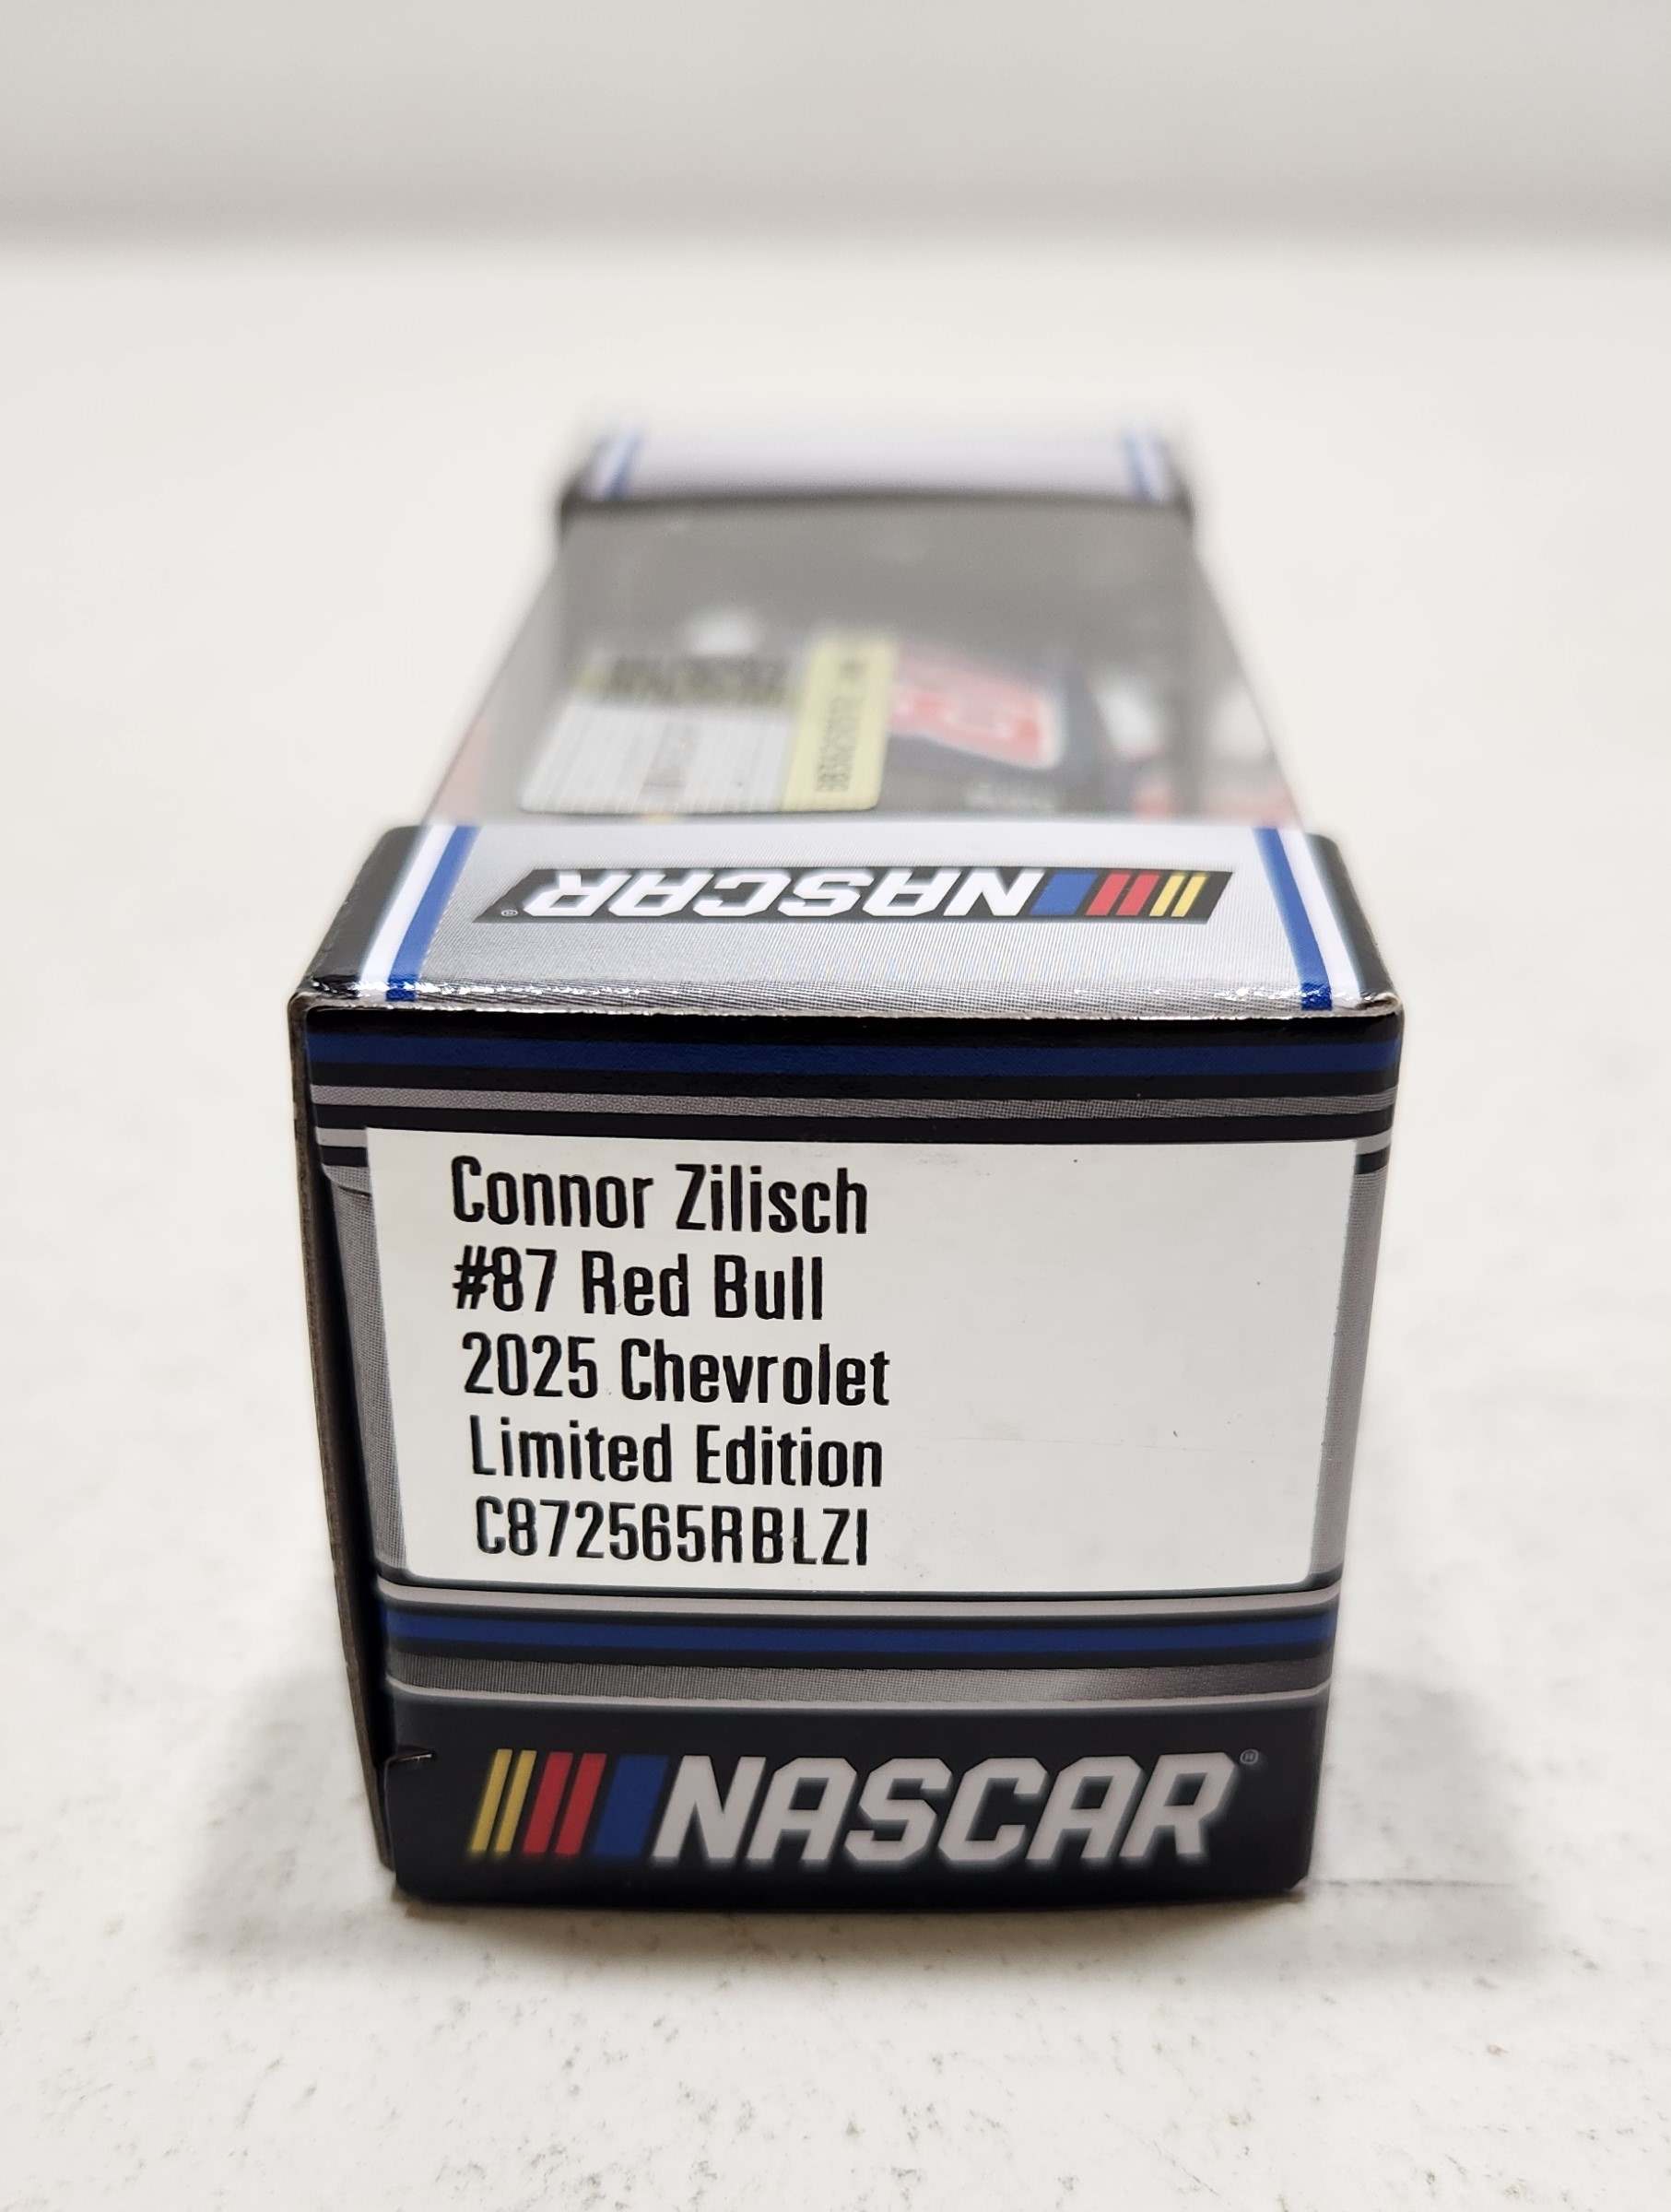 NASCAR
Connor Zilisch
#87 Red Bull
2025 Chevrolet
Limited Edition
C872565RBLZI
NASCAR